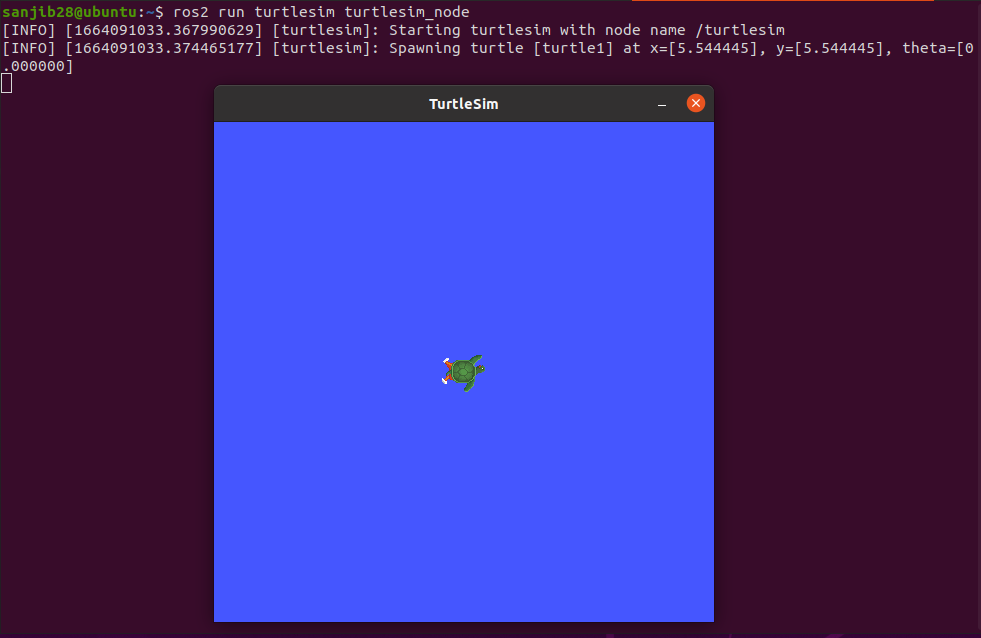 sanjib28@ubuntu:~$ ros2 run turtlesim turtlesim_node
[INFO] [1664091033.367990629] [turtlesim]: Starting turtlesim with node name /turtlesim
[INFO] [1664091033.374465177] [turtlesim]: Spawning turtle [turtle1] at x=[5.544445], y=[5.544445], theta=[0
.000000]
TurtleSim